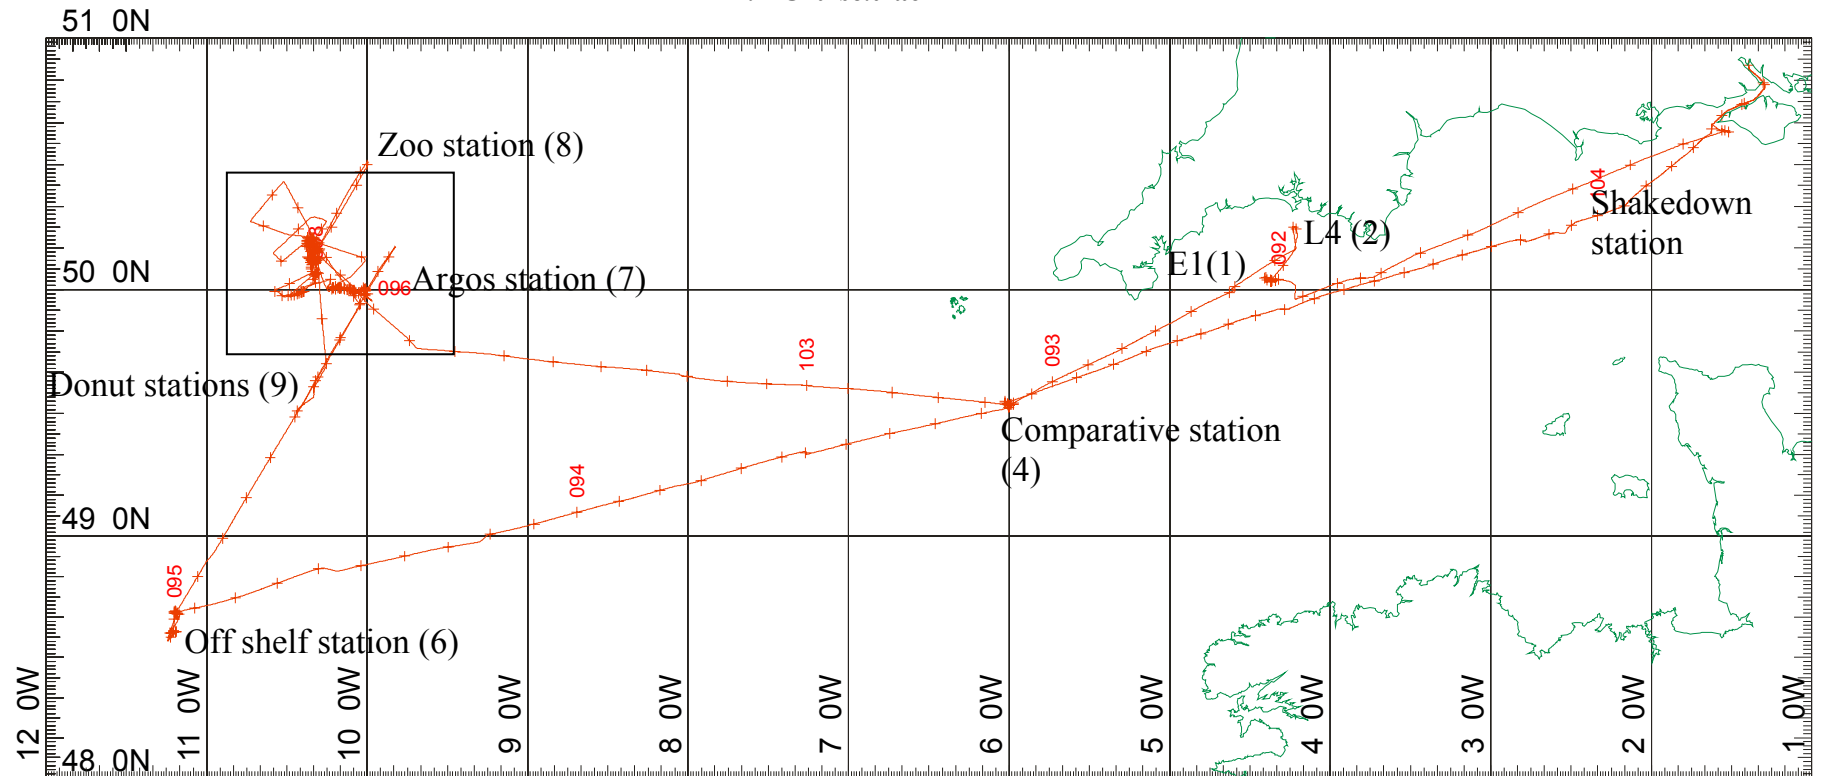 51 0N
Zoo station (8)
104
Shakedown
station
092
L4 (2)
E1(1)
50 0N
096
Argos station (7)
103
093
Donut stations (9)
Comparative station
(4)
094
49 0N
095
Off shelf station (6)
12 0W
11 0W
10 0W
9 0W
8 0W
7 0W
6 0W
5 0W
4 0W
3 0W
2 0W
1 0W
48 0N